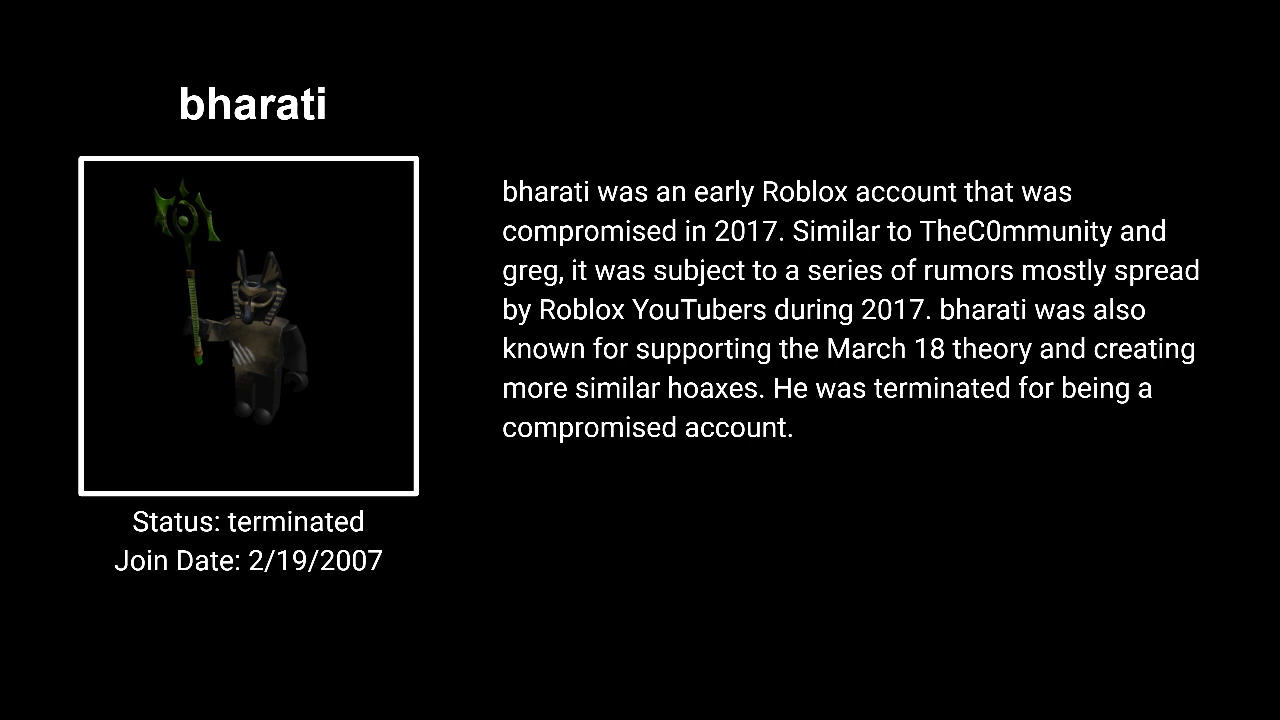 bharati
bharati was an early Roblox account that was
compromised in 2017. Similar to TheC0mmunity and
greg, it was subject to a series of rumors mostly spread
by Roblox YouTubers during 2017. bharati was also
known for supporting the March 18 theory and creating
more similar hoaxes. He was terminated for being a
compromised account.
Status: terminated
Join Date: 2/19/2007